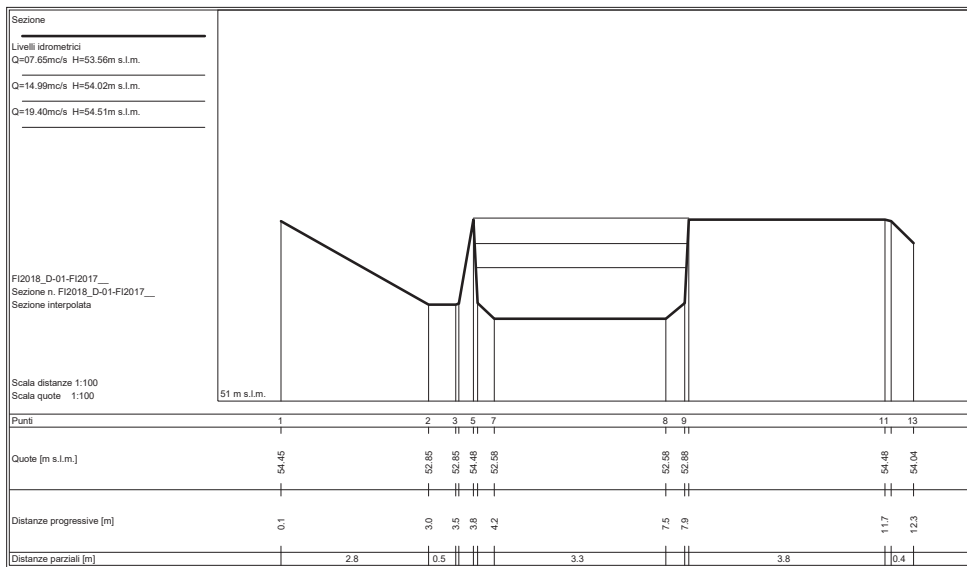 Sezione
Livelli idrometrici
Q=07.65mc/s H=53.56m s.l.m.
Q=14.99mc/s H=54.02m s.l.m.
Q=19.40mc/s H=54.51m s.l.m.
FI2018_D-01-FI2017__
Sezione n. FI2018_D-01-FI2017__
Sezione interpolata
Scala distanze 1:100
Scala quote 1:100
51 m s.l.m.
Punti 1 2 3 5 7 8 9 11 13
Quote [m s.l.m.] 54.45 52.85 52.85 54.48 52.58 52.58 52.88 54.48 54.04
Distanze progressive [m] 0.1 3.0 3.5 3.8 4.2 7.5 7.9 11.7 12.3
Distanze parziali [m] 2.8 0.5 3.3 3.8 0.4